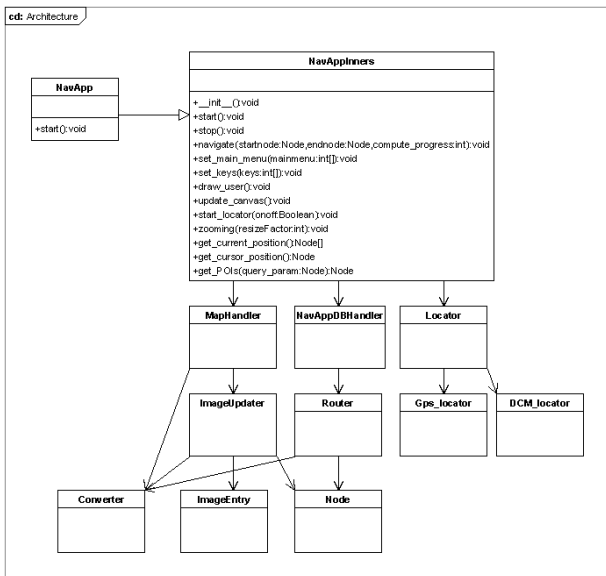 cd: Architecture
NavAppInners
NavApp
+__init__():void
+start():void
+start():void
+stop():void
+navigate(startnode:Node,endnode:Node,compute_progress:int):void
+set_main_menu(mainmenu:int[]):void
+set_keys(keys:int[]):void
+draw_user():void
+update_canvas():void
+start_locator(onoff:Boolean):void
+zooming(resizeFactor:int):void
+get_current_position():Node[]
+get_cursor_position():Node
+get_POIs(query_param:Node):Node
MapHandler
NavAppDBHandler
Locator
ImageUpdater
Router
Gps_locator
DCM_locator
Converter
ImageEntry
Node